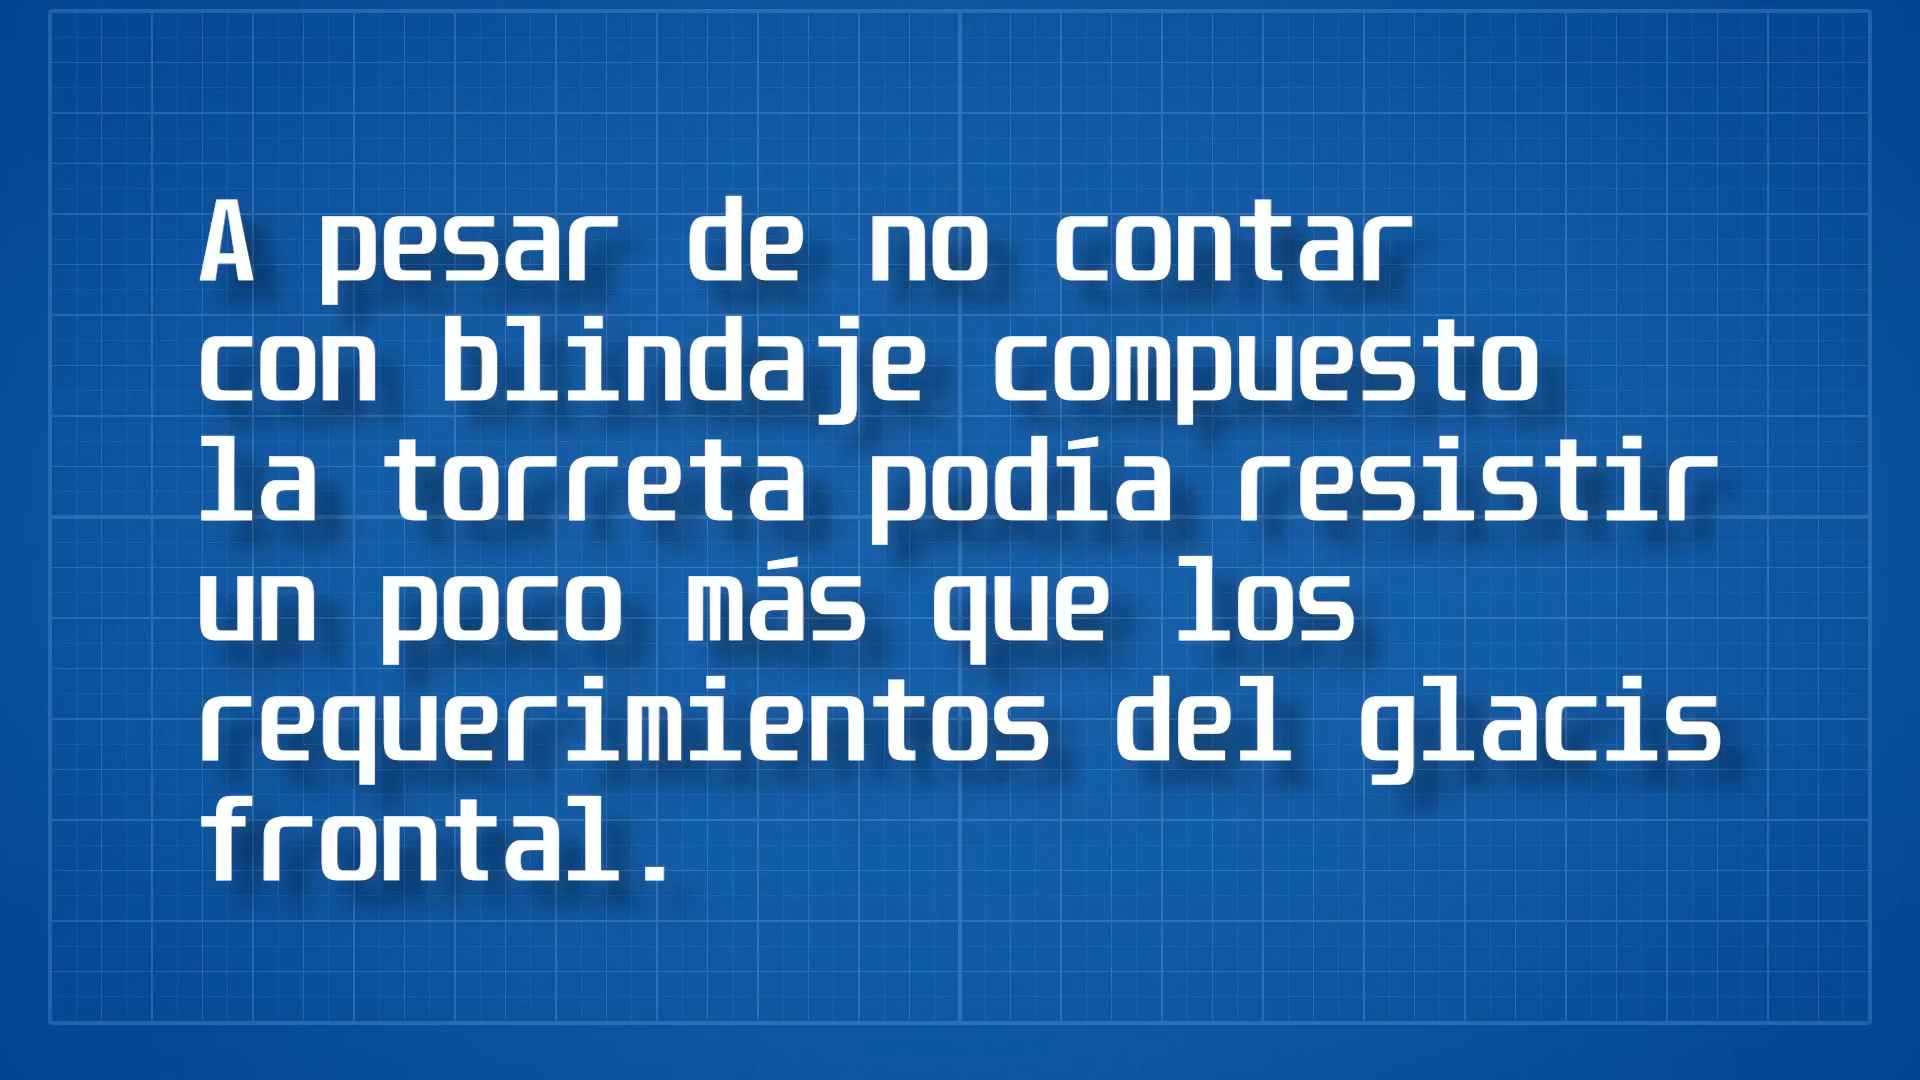 A pesar de no contar
con blindaje compuesto
la torreta podía resistir
un poco más que los
requerimientos del glacis
frontal.